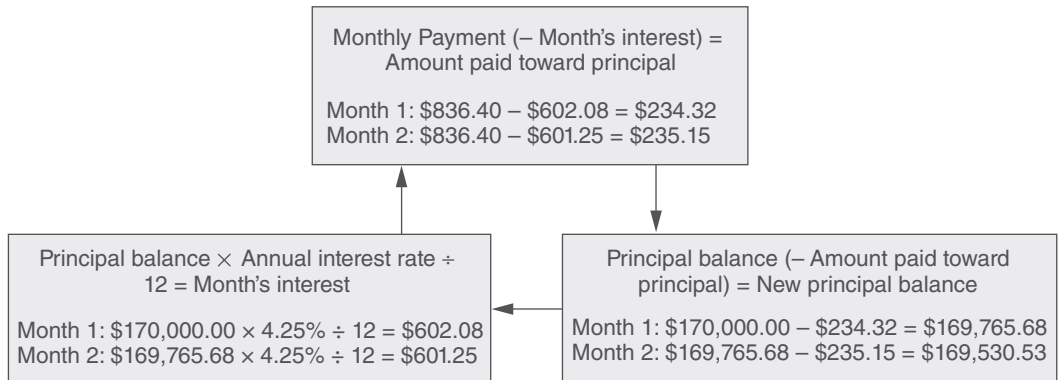 Monthly Payment (– Month’s interest) =
Amount paid toward principal
Month 1: $836.40 – $602.08 = $234.32
Month 2: $836.40 – $601.25 = $235.15
Principal balance × Annual interest rate ÷
12 = Month’s interest
Month 1: $170,000.00 × 4.25% ÷ 12 = $602.08
Month 2: $169,765.68 × 4.25% ÷ 12 = $601.25
Principal balance (– Amount paid toward
principal) = New principal balance
Month 1: $170,000.00 – $234.32 = $169,765.68
Month 2: $169,765.68 – $235.15 = $169,530.53